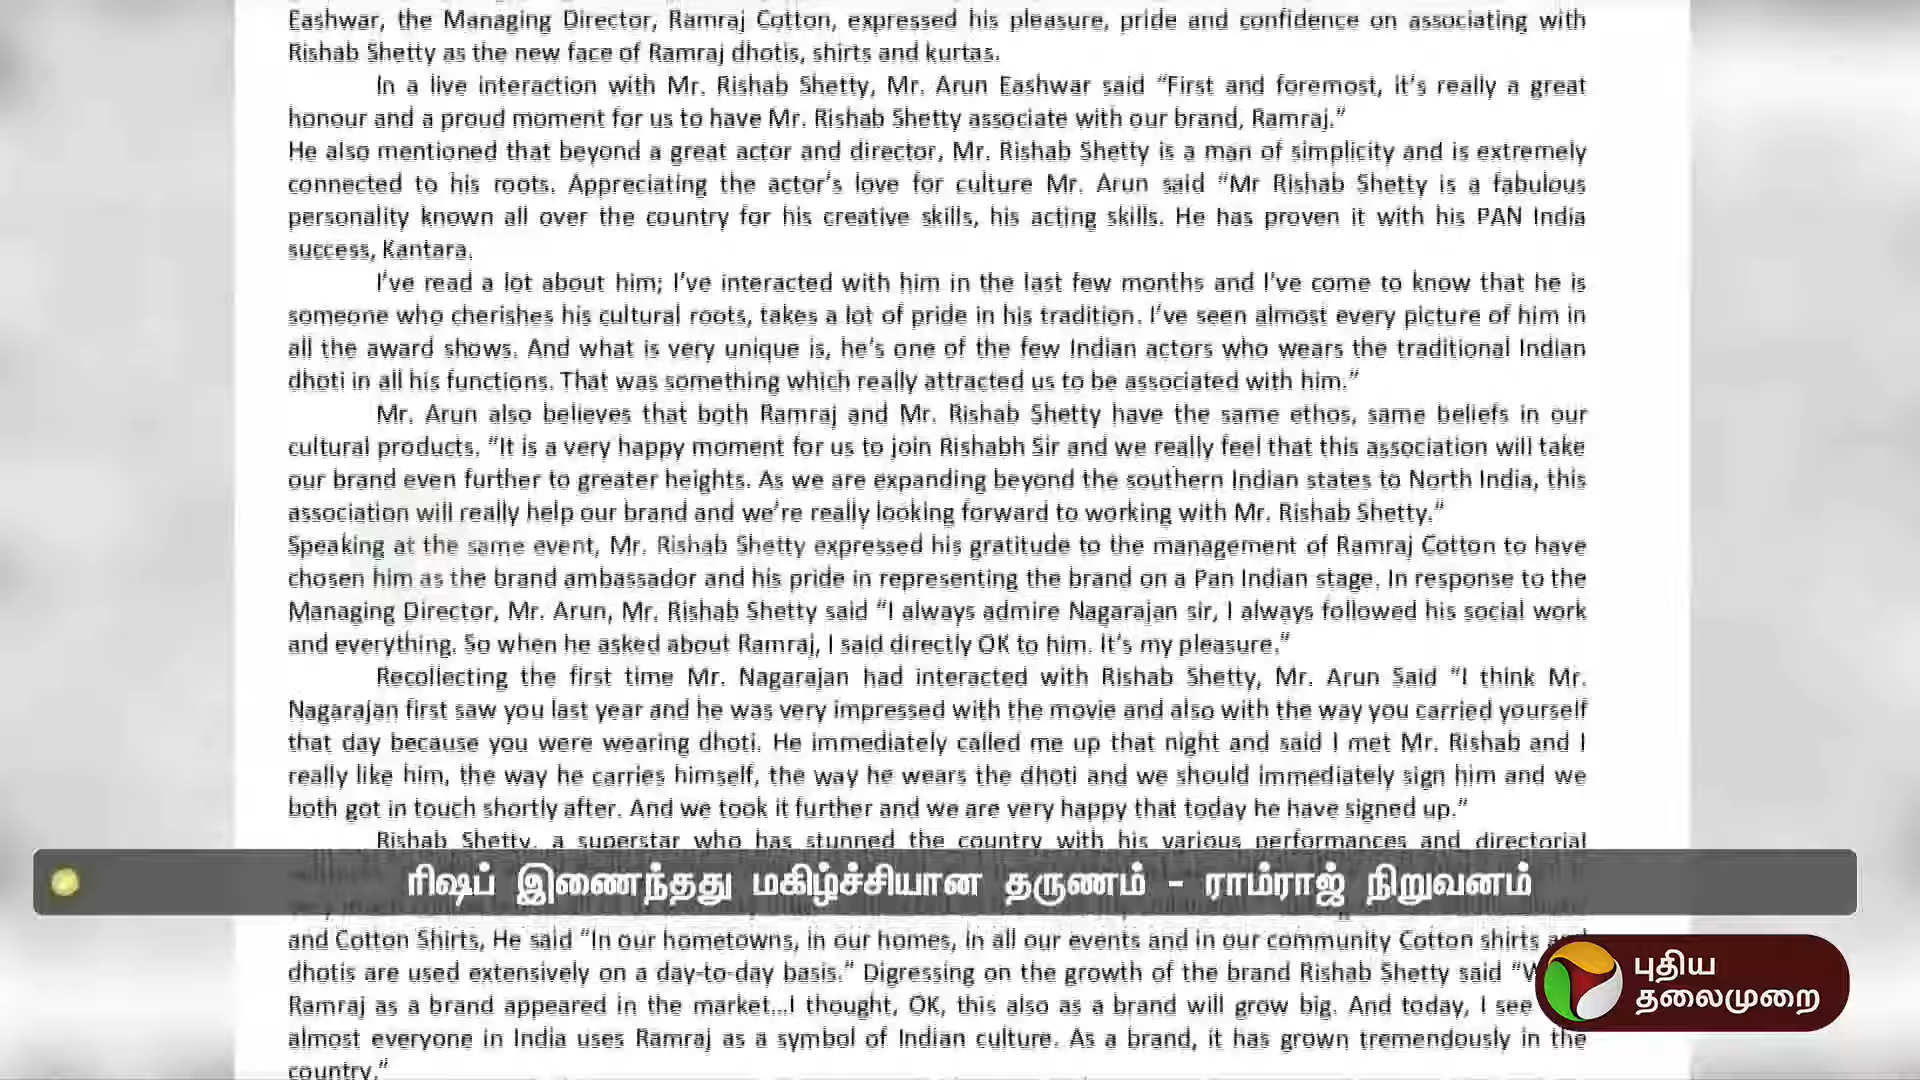 Eashwar, the Managing Director, Ramraj Cotton, expressed his pleasure, pride and confidence on associating with
Rishab Shetty as the new face of Ramraj dhotis, shirts and kurtas.
In a live interaction with Mr. Rishab Shetty, Mr. Arun Eashwar said “First and foremost, it’s really a great
honour and a proud moment for us to have Mr. Rishab Shetty associate with our brand, Ramraj.”
He also mentioned that beyond a great actor and director, Mr. Rishab Shetty is a man of simplicity and is extremely
connected to his roots. Appreciating the actor’s love for culture Mr. Arun said “Mr Rishab Shetty is a fabulous
personality known all over the country for his creative skills, his acting skills. He has proven it with his PAN India
success, Kantara.
I’ve read a lot about him; I’ve interacted with him in the last few months and I’ve come to know that he is
someone who cherishes his cultural roots, takes a lot of pride in his tradition. I’ve seen almost every picture of him in
all the award shows. And what is very unique is, he’s one of the few Indian actors who wears the traditional Indian
dhoti in all his functions. That was something which really attracted us to be associated with him.”
Mr. Arun also believes that both Ramraj and Mr. Rishab Shetty have the same ethos, same beliefs in our
cultural products. “It is a very happy moment for us to join Rishabh Sir and we really feel that this association will take
our brand even further to greater heights. As we are expanding beyond the southern Indian states to North India, this
association will really help our brand and we’re really looking forward to working with Mr. Rishab Shetty.”
Speaking at the same event, Mr. Rishab Shetty expressed his gratitude to the management of Ramraj Cotton to have
chosen him as the brand ambassador and his pride in representing the brand on a Pan Indian stage. In response to the
Managing Director, Mr. Arun, Mr. Rishab Shetty said “I always admire Nagarajan sir, I always followed his social work
and everything. So when he asked about Ramraj, I said directly OK to him. It’s my pleasure.”
Recollecting the first time Mr. Nagarajan had interacted with Rishab Shetty, Mr. Arun Said “I think Mr.
Nagarajan first saw you last year and he was very impressed with the movie and also with the way you carried yourself
that day because you were wearing dhoti. He immediately called me up that night and said I met Mr. Rishab and I
really like him, the way he carries himself, the way he wears the dhoti and we should immediately sign him and we
both got in touch shortly after. And we took it further and we are very happy that today he have signed up.”
Rishab Shetty, a superstar who has stunned the country with his various performances and directorial
ரிஷப் இணைந்தது மகிழ்ச்சியான தருணம் - ராம்ராஜ் நிறுவனம்
and Cotton Shirts, He said “In our hometowns, in our homes, in all our events and in our community Cotton shirts
dhotis are used extensively on a day-to-day basis.” Digressing on the growth of the brand Rishab Shetty said
Ramraj as a brand appeared in the market...I thought, OK, this also as a brand will grow big. And today, I see
almost everyone in India uses Ramraj as a symbol of Indian culture. As a brand, it has grown tremendously in the
country.”
புதிய
தலைமுறை